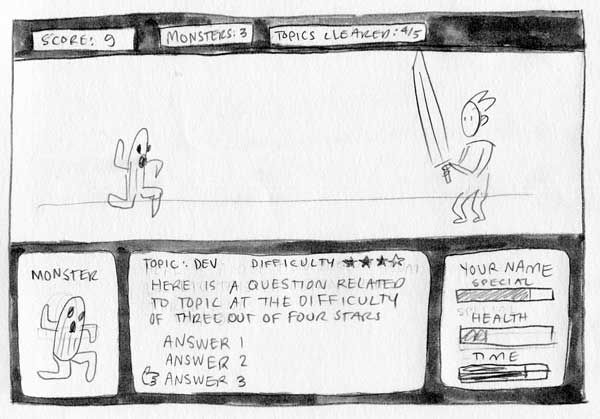 SCORE: 9
MONSTERS: 3
TOPICS CLEARED: 4/5
MONSTER
TOPIC: DEV DIFFICULTY ★★★☆
HERE IS A QUESTION RELATED
TO TOPIC AT THE DIFFICULTY
OF THREE OUT OF FOUR STARS
ANSWER 1
ANSWER 2
ANSWER 3
YOUR NAME
SPECIAL
HEALTH
TIME